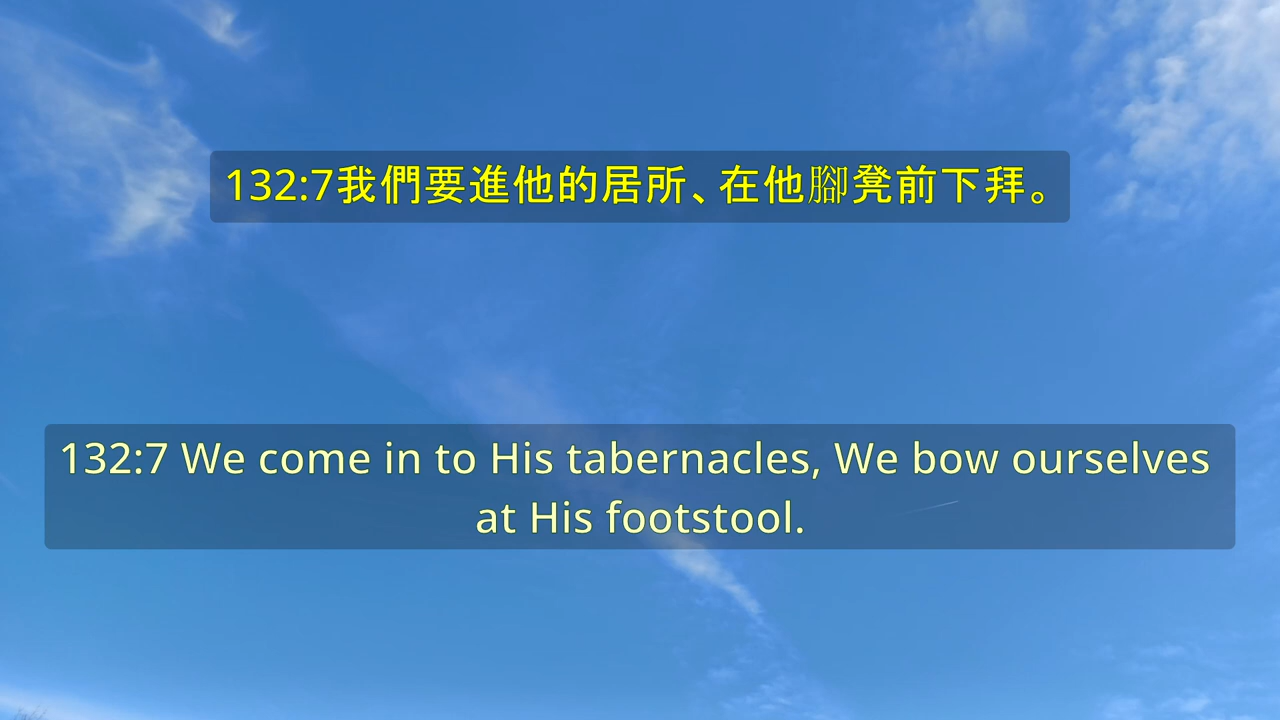 132:7我們要進他的居所、在他腳凳前下拜。
132:7 We come in to His tabernacles, We bow ourselves
at His footstool.